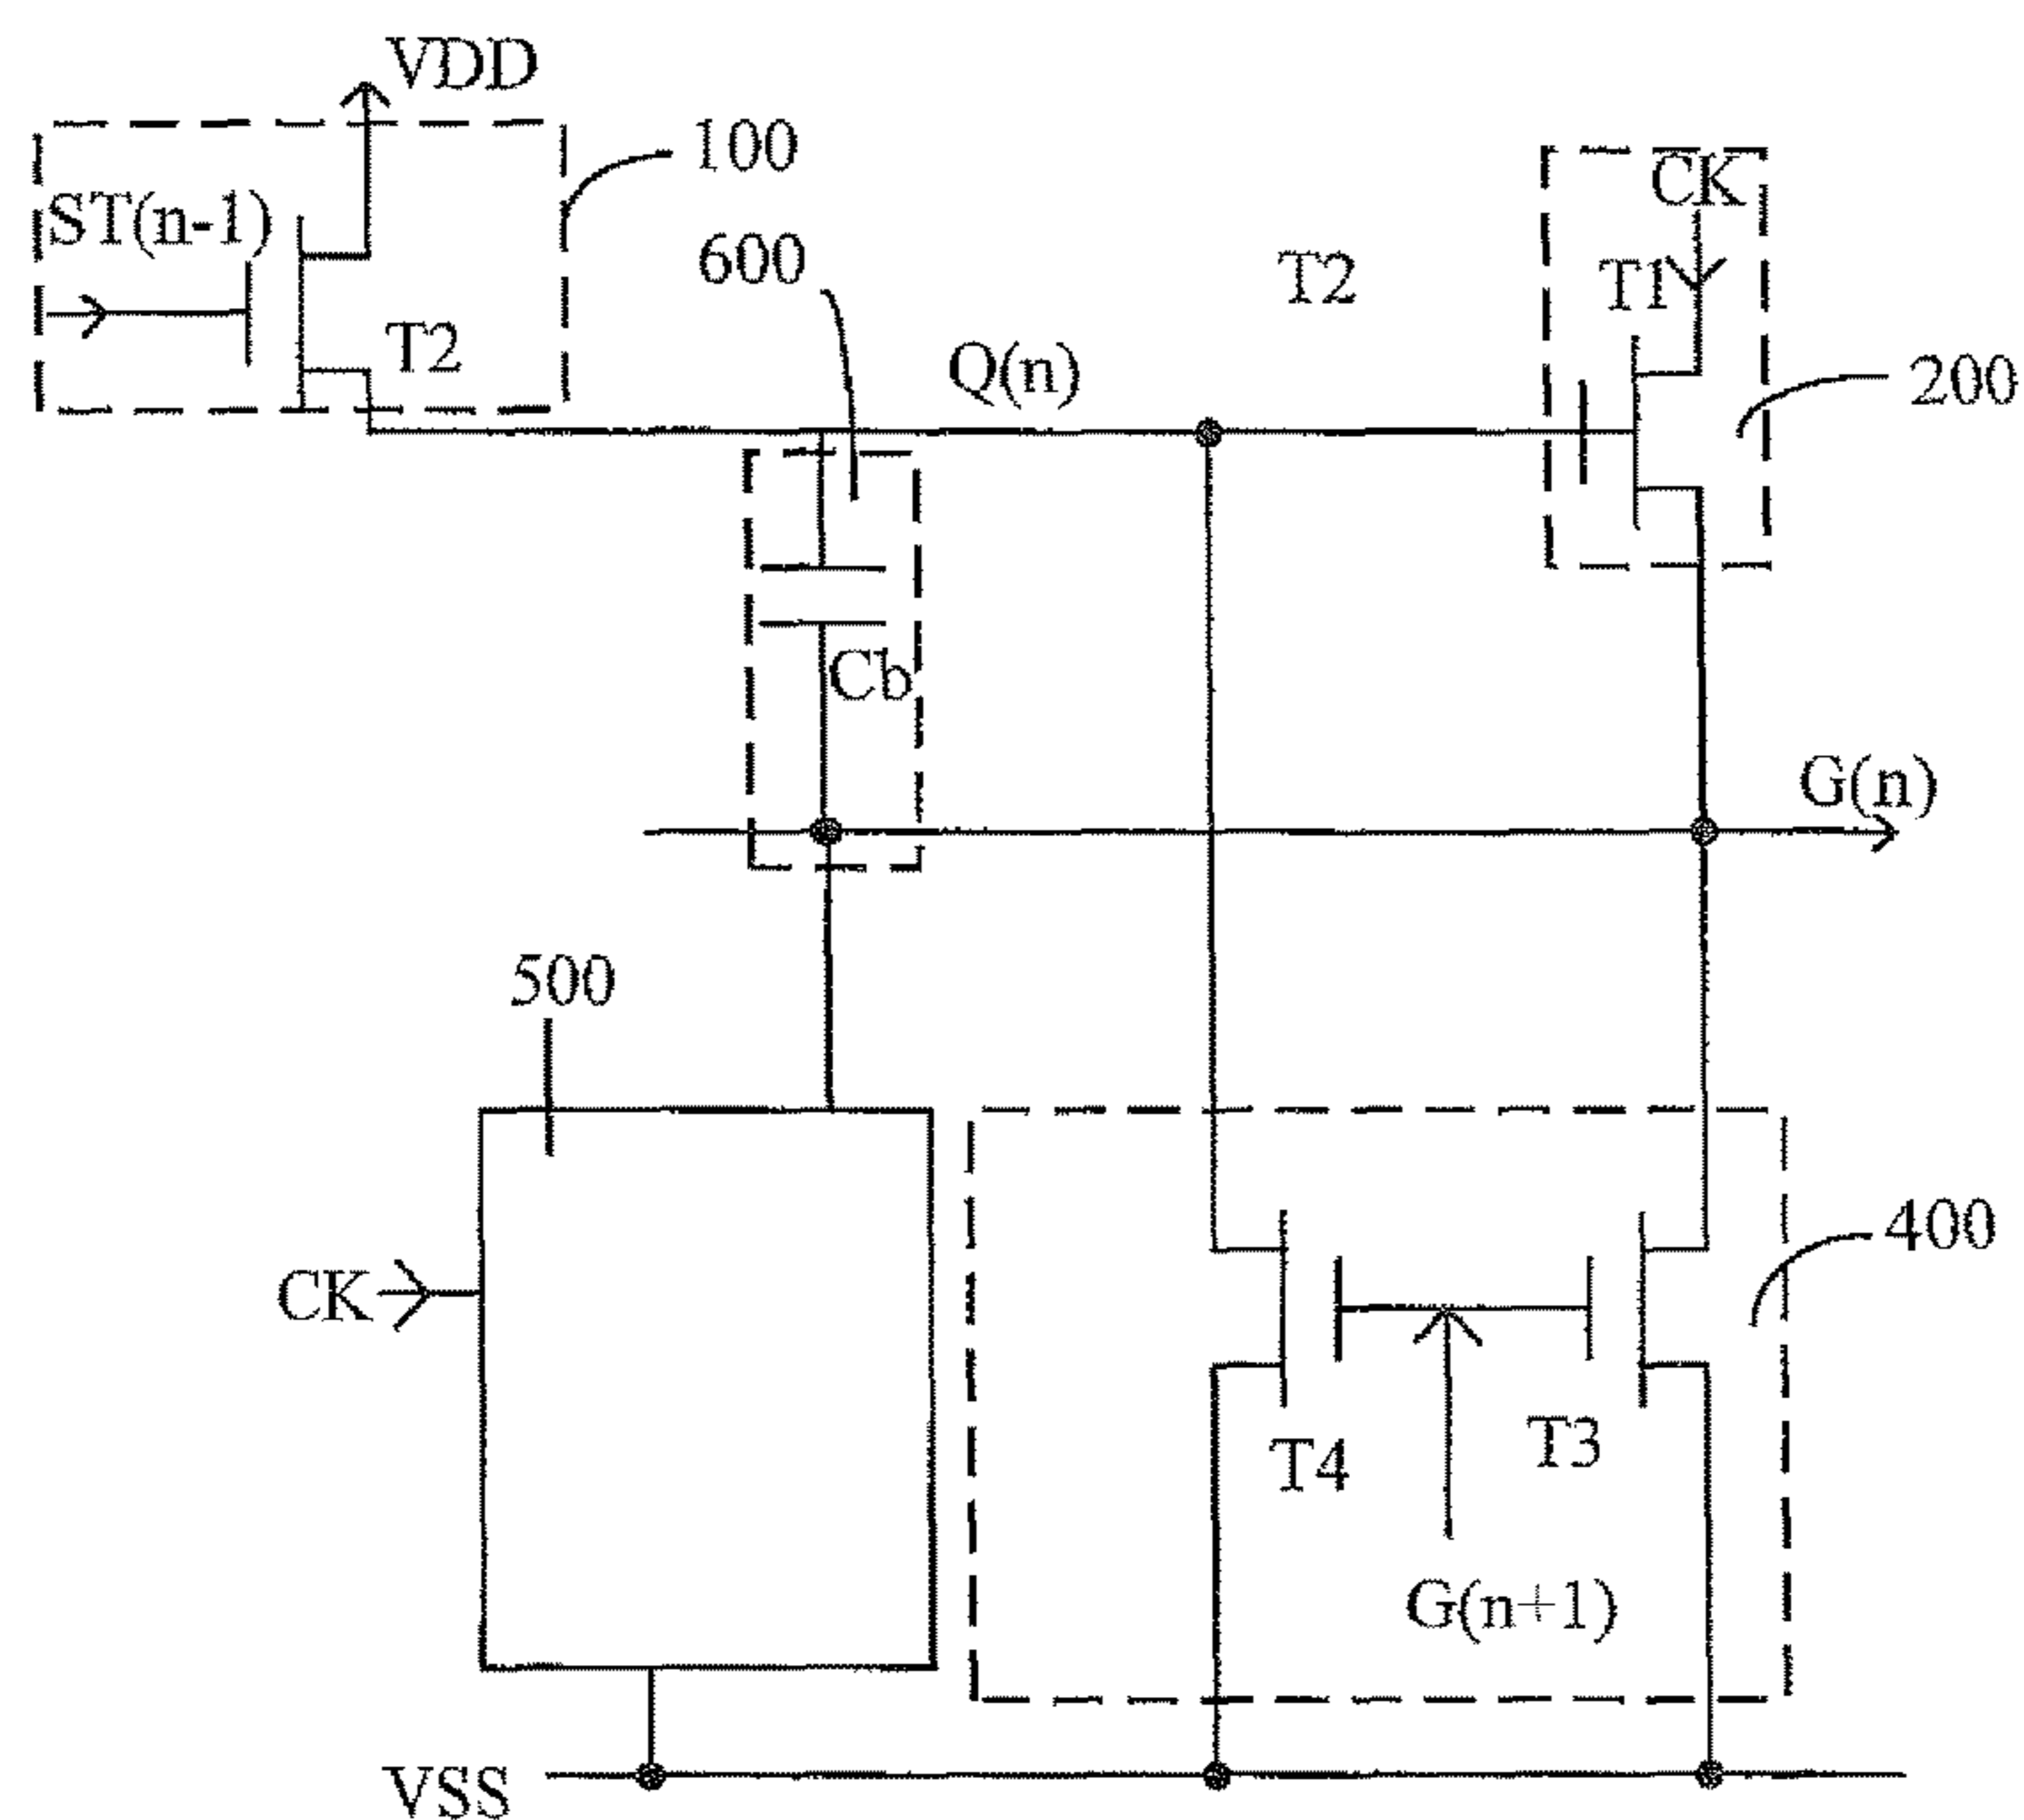 VDD
100
CK
ST(n-1)
600
T2
T1
T2
Q(n)
200
Cb
G(n)
500
400
CK
T4
T3
G(n+1)
VSS